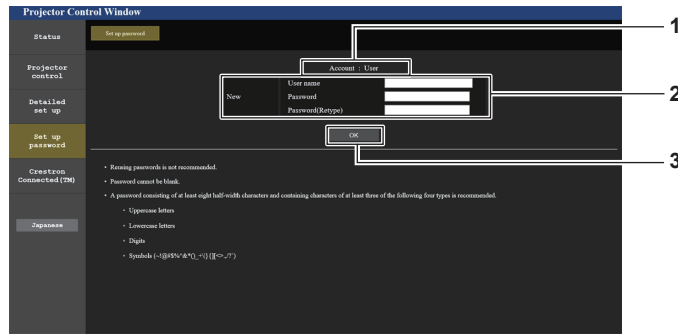 Projector Control Window
Status
Set up password
1
Projector
control
Account : User
User name
2
New
Password
Password(Retype)
Detailed
set up
Set up
password
OK
3
Crestron
Connected(TM)
• Reusing passwords is not recommended.
• Password cannot be blank.
• A password consisting of at least eight half-width characters and containing characters of at least three of the following four types is recommended.
• Uppercase letters
Japanese
• Lowercase letters
• Digits
• Symbols (~!@#$%^&*()_+\{}[]<>.,/?`)